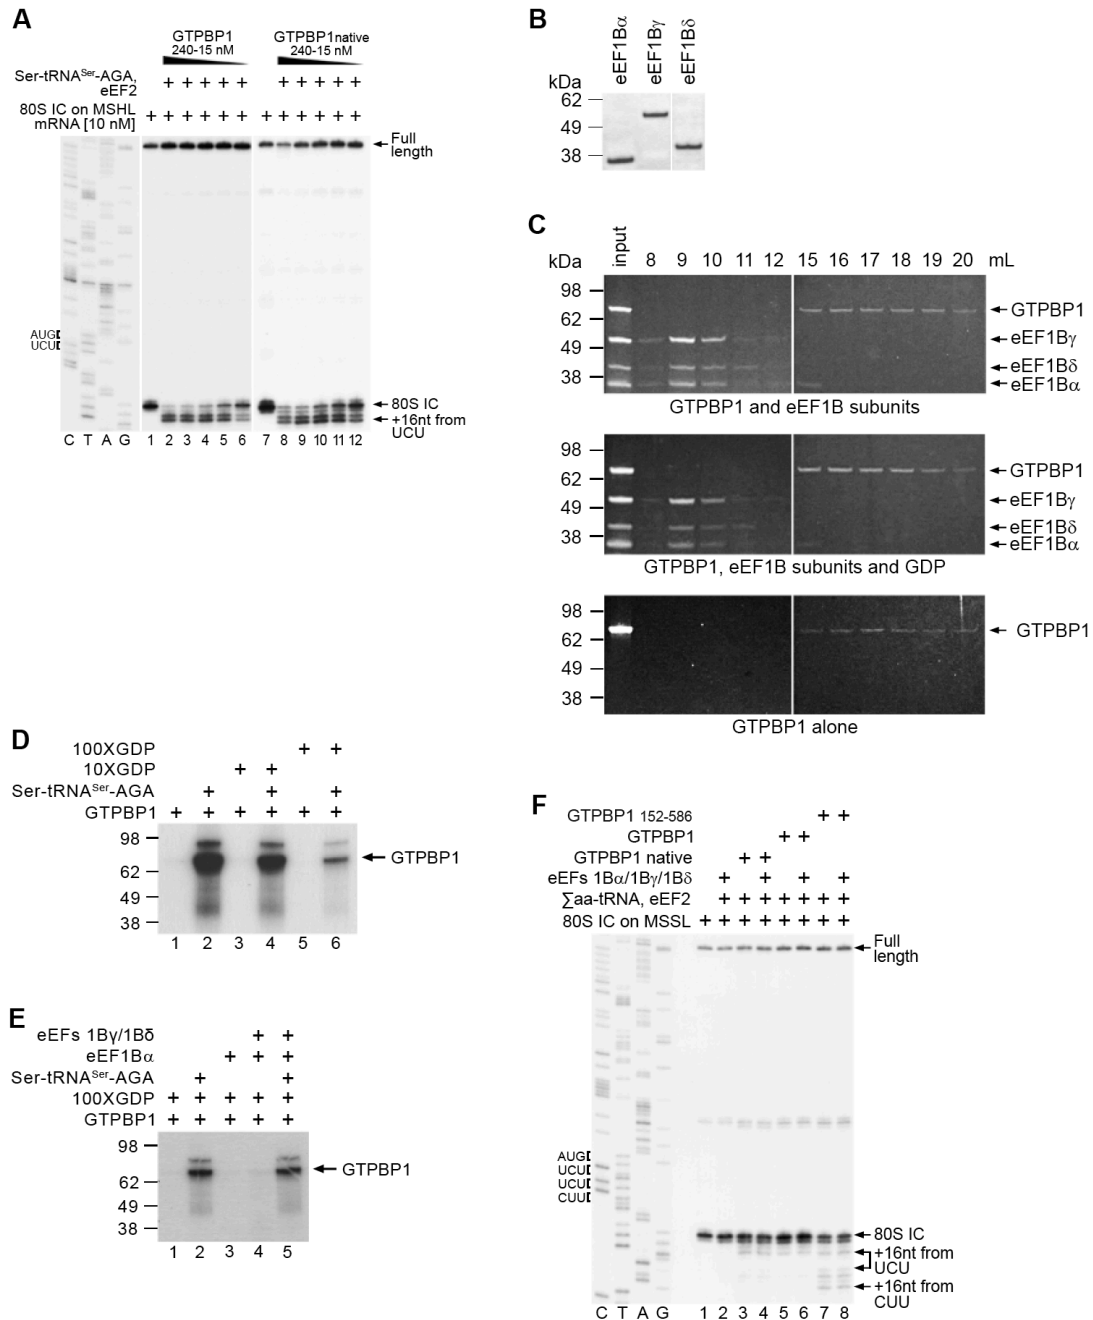 A
GTPBP1
240-15 nM
GTPBP1 native
240-15 nM
Ser-tRNASer-AGA,
eEF2
+ + + + + + + + + +
80S IC on MSHL
mRNA [10 nM]
+ + + + + + + + + + + +
Full
length
AUG
UCU
80S IC
+16nt from
UCU
C T A G 1 2 3 4 5 6 7 8 9 10 11 12
B
eEF1Bα
eEF1Bγ
eEF1Bδ
kDa
62
49
38
C
kDa
input 8 9 10 11 12 15 16 17 18 19 20 mL
98
62
49
38
GTPBP1
eEF1Bγ
eEF1Bδ
eEF1Bα
GTPBP1 and eEF1B subunits
98
62
49
38
GTPBP1
eEF1Bγ
eEF1Bδ
eEF1Bα
GTPBP1, eEF1B subunits and GDP
98
62
49
38
GTPBP1
GTPBP1 alone
D
100XGDP + +
10XGDP + +
Ser-tRNASer-AGA + + +
GTPBP1 + + + + + +
98
62
49
38
GTPBP1
1 2 3 4 5 6
E
eEFs 1Bγ/1Bδ + +
eEF1Bα + + +
Ser-tRNASer-AGA + +
100XGDP + + + + +
GTPBP1 + + + + +
98
62
49
38
GTPBP1
1 2 3 4 5
F
GTPBP1 152-586 + +
GTPBP1 + +
GTPBP1 native + +
eEFs 1Bα/1Bγ/1Bδ + + + +
∑aa-tRNA, eEF2 + + + + + + +
80S IC on MSSL + + + + + + + +
Full
length
AUG
UCU
UCU
CUU
80S IC
+16nt from
UCU
+16nt from
CUU
C T A G 1 2 3 4 5 6 7 8